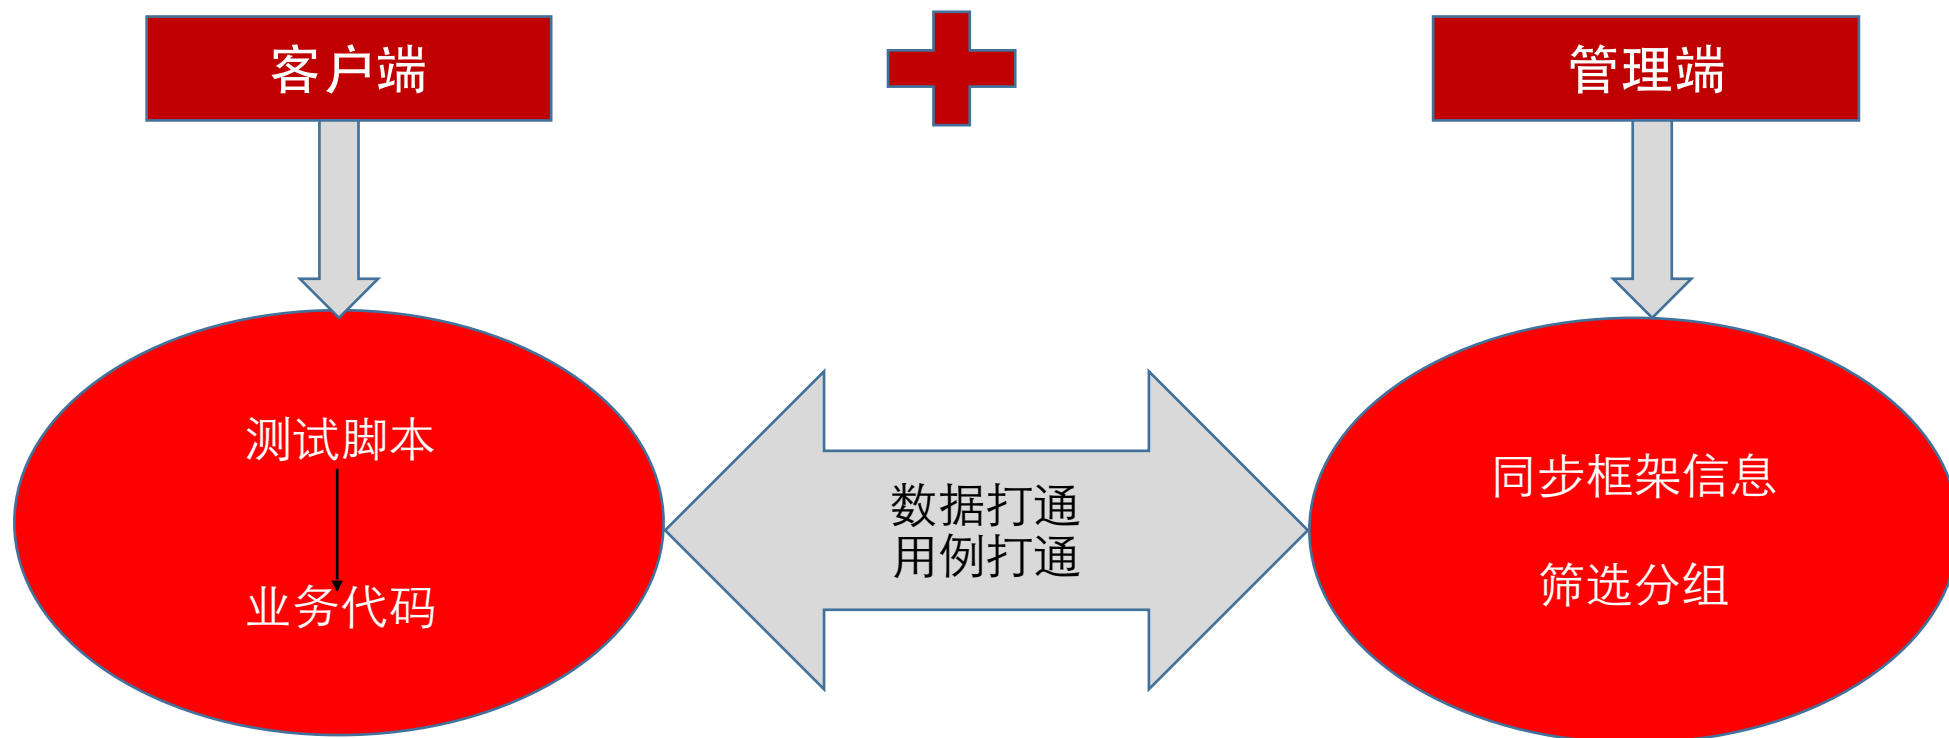 客户端
管理端
测试脚本
业务代码
数据打通
用例打通
同步框架信息
筛选分组